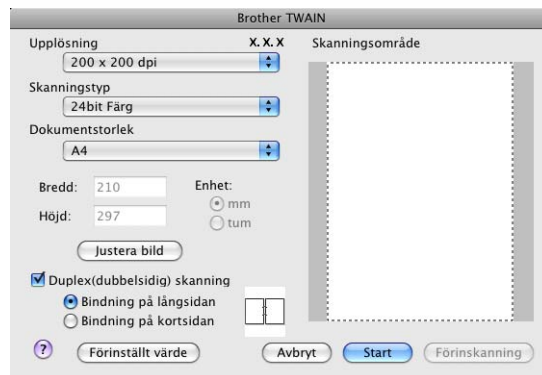 Brother TWAIN
Upplösning X. X. X Skanningsområde
200 x 200 dpi
Skanningstyp
24bit Färg
Dokumentstorlek
A4
Bredd: 210 Enhet:
mm
Höjd: 297
tum
Justera bild
Duplex(dubbelsidig) skanning
Bindning på långsidan
Bindning på kortsidan
? Förinställt värde Avbryt Start Förinskanning